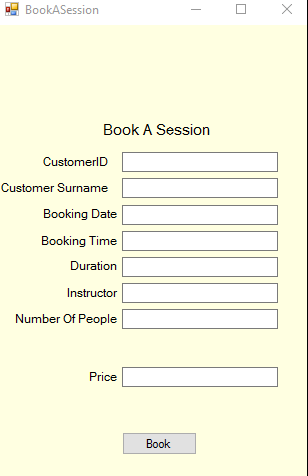 BookASession
Book A Session
CustomerID
Customer Surname
Booking Date
Booking Time
Duration
Instructor
Number Of People
Price
Book